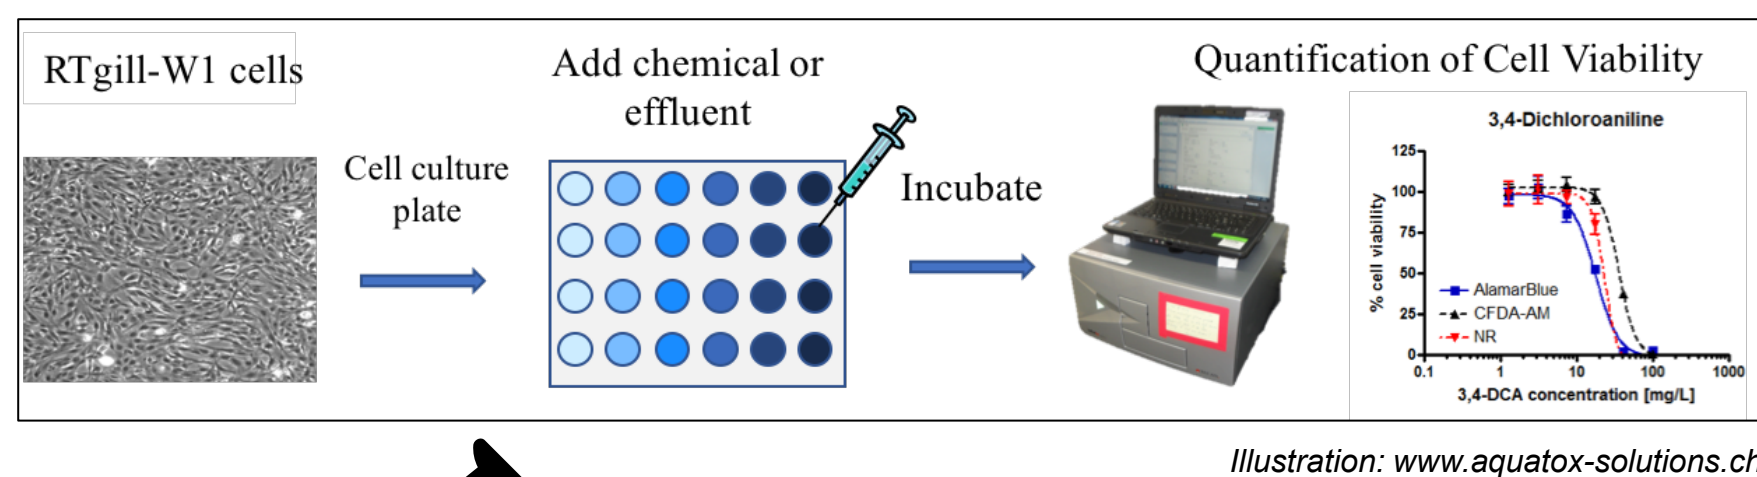 RTgill-W1 cells
Cell culture
plate
Add chemical or
effluent
Incubate
Quantification of Cell Viability
3,4-Dichloroaniline
% cell viability
125
100
75
50
25
0
AlamarBlue
CFDA-AM
NR
0.1
1
10
100
1000
3,4-DCA concentration [mg/L]
Illustration: www.aquatox-solutions.ch